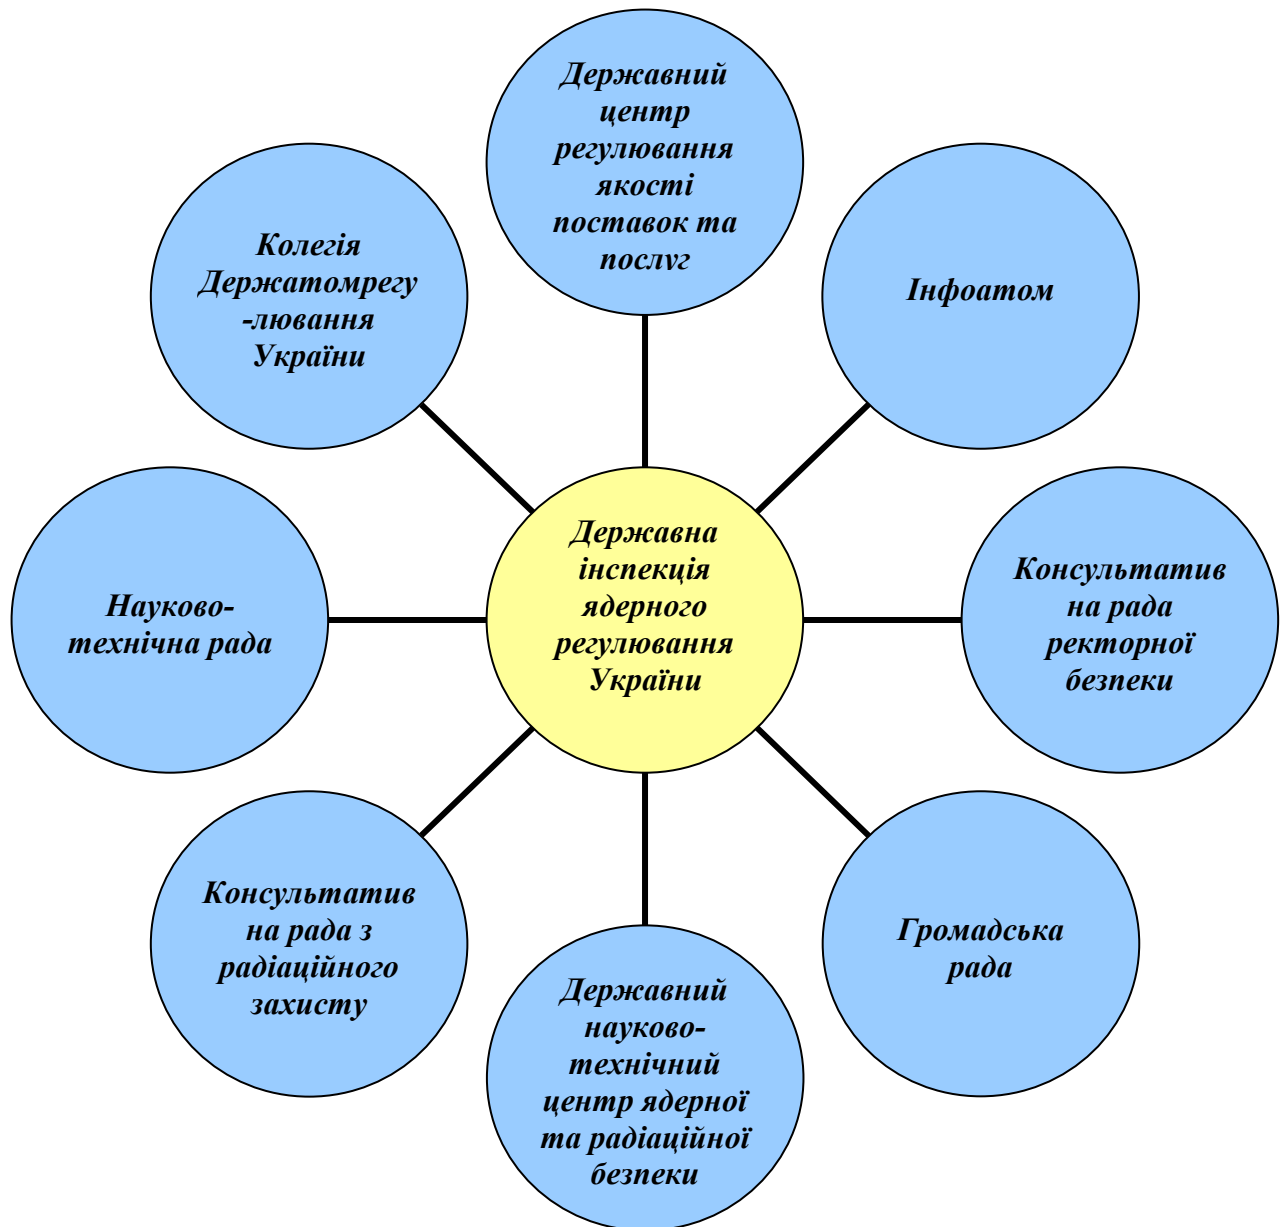 Державний
центр
регулювання
якості
поставок та
послуг
Колегія
Держатомрегу
-лювання
України
Інфоатом
Державна
інспекція
ядерного
регулювання
України
Науково-
технічна рада
Консультатив
на рада
ректорної
безпеки
Консультатив
на рада з
радіаційного
захисту
Громадська
рада
Державний
науково-
технічний
центр ядерної
та радіаційної
безпеки